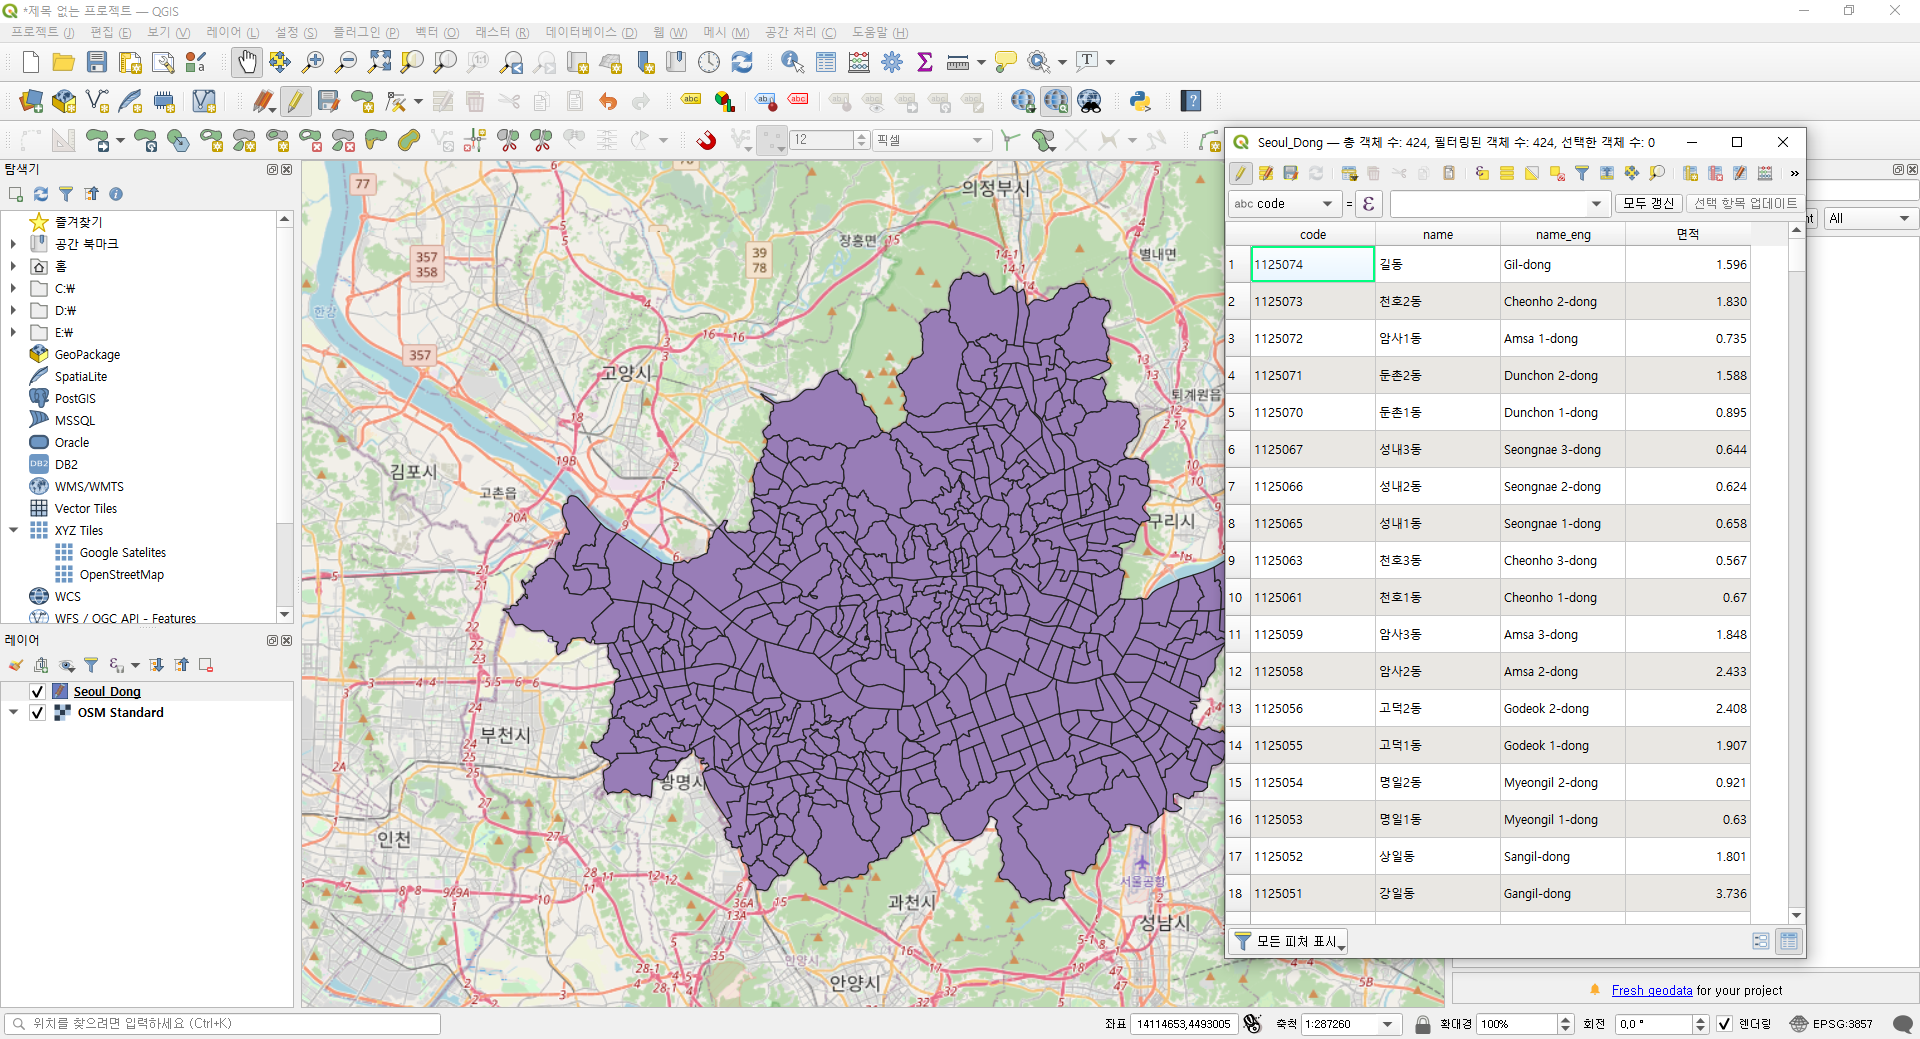 *제목 없는 프로젝트 — QGIS
프로젝트 (J) 편집 (E) 보기 (V) 레이어 (L) 설정 (S) 플러그인 (P) 벡터 (O) 래스터 (R) 데이터베이스 (D) 웹 (W) 메시 (M) 공간 처리 (C) 도움말 (H)
12 픽셀
탐색기
즐겨찾기
공간 북마크
홈
C:₩
D:₩
E:₩
GeoPackage
SpatiaLite
PostGIS
MSSQL
Oracle
DB2
WMS/WMTS
Vector Tiles
XYZ Tiles
Google Satelites
OpenStreetMap
WCS
WFS / OGC API - Features
레이어
Seoul_Dong
OSM Standard
의정부시
장흥면
별내면
고양시
퇴계원읍
김포시
고촌읍
구리시
한강
부천시
광명시
인천
과천시
서울공항
성남시
안양시
77
357
358
39
78
357
Seoul_Dong — 총 객체 수: 424, 필터링된 객체 수: 424, 선택한 객체 수: 0
abc code = ε 모두 갱신 선택 항목 업데이트
code name name_eng 면적
1 1125074 길동 Gil-dong 1.596
2 1125073 천호2동 Cheonho 2-dong 1.830
3 1125072 암사1동 Amsa 1-dong 0.735
4 1125071 둔촌2동 Dunchon 2-dong 1.588
5 1125070 둔촌1동 Dunchon 1-dong 0.895
6 1125067 성내3동 Seongnae 3-dong 0.644
7 1125066 성내2동 Seongnae 2-dong 0.624
8 1125065 성내1동 Seongnae 1-dong 0.658
9 1125063 천호3동 Cheonho 3-dong 0.567
10 1125061 천호1동 Cheonho 1-dong 0.67
11 1125059 암사3동 Amsa 3-dong 1.848
12 1125058 암사2동 Amsa 2-dong 2.433
13 1125056 고덕2동 Godeok 2-dong 2.408
14 1125055 고덕1동 Godeok 1-dong 1.907
15 1125054 명일2동 Myeongil 2-dong 0.921
16 1125053 명일1동 Myeongil 1-dong 0.63
17 1125052 상일동 Sangil-dong 1.801
18 1125051 강일동 Gangil-dong 3.736
모든 피처 표시
All
Fresh geodata for your project
위치를 찾으려면 입력하세요 (Ctrl+K)
좌표 14114653,4493005 축척 1:287260 확대경 100% 회전 0,0 ° 렌더링 EPSG:3857